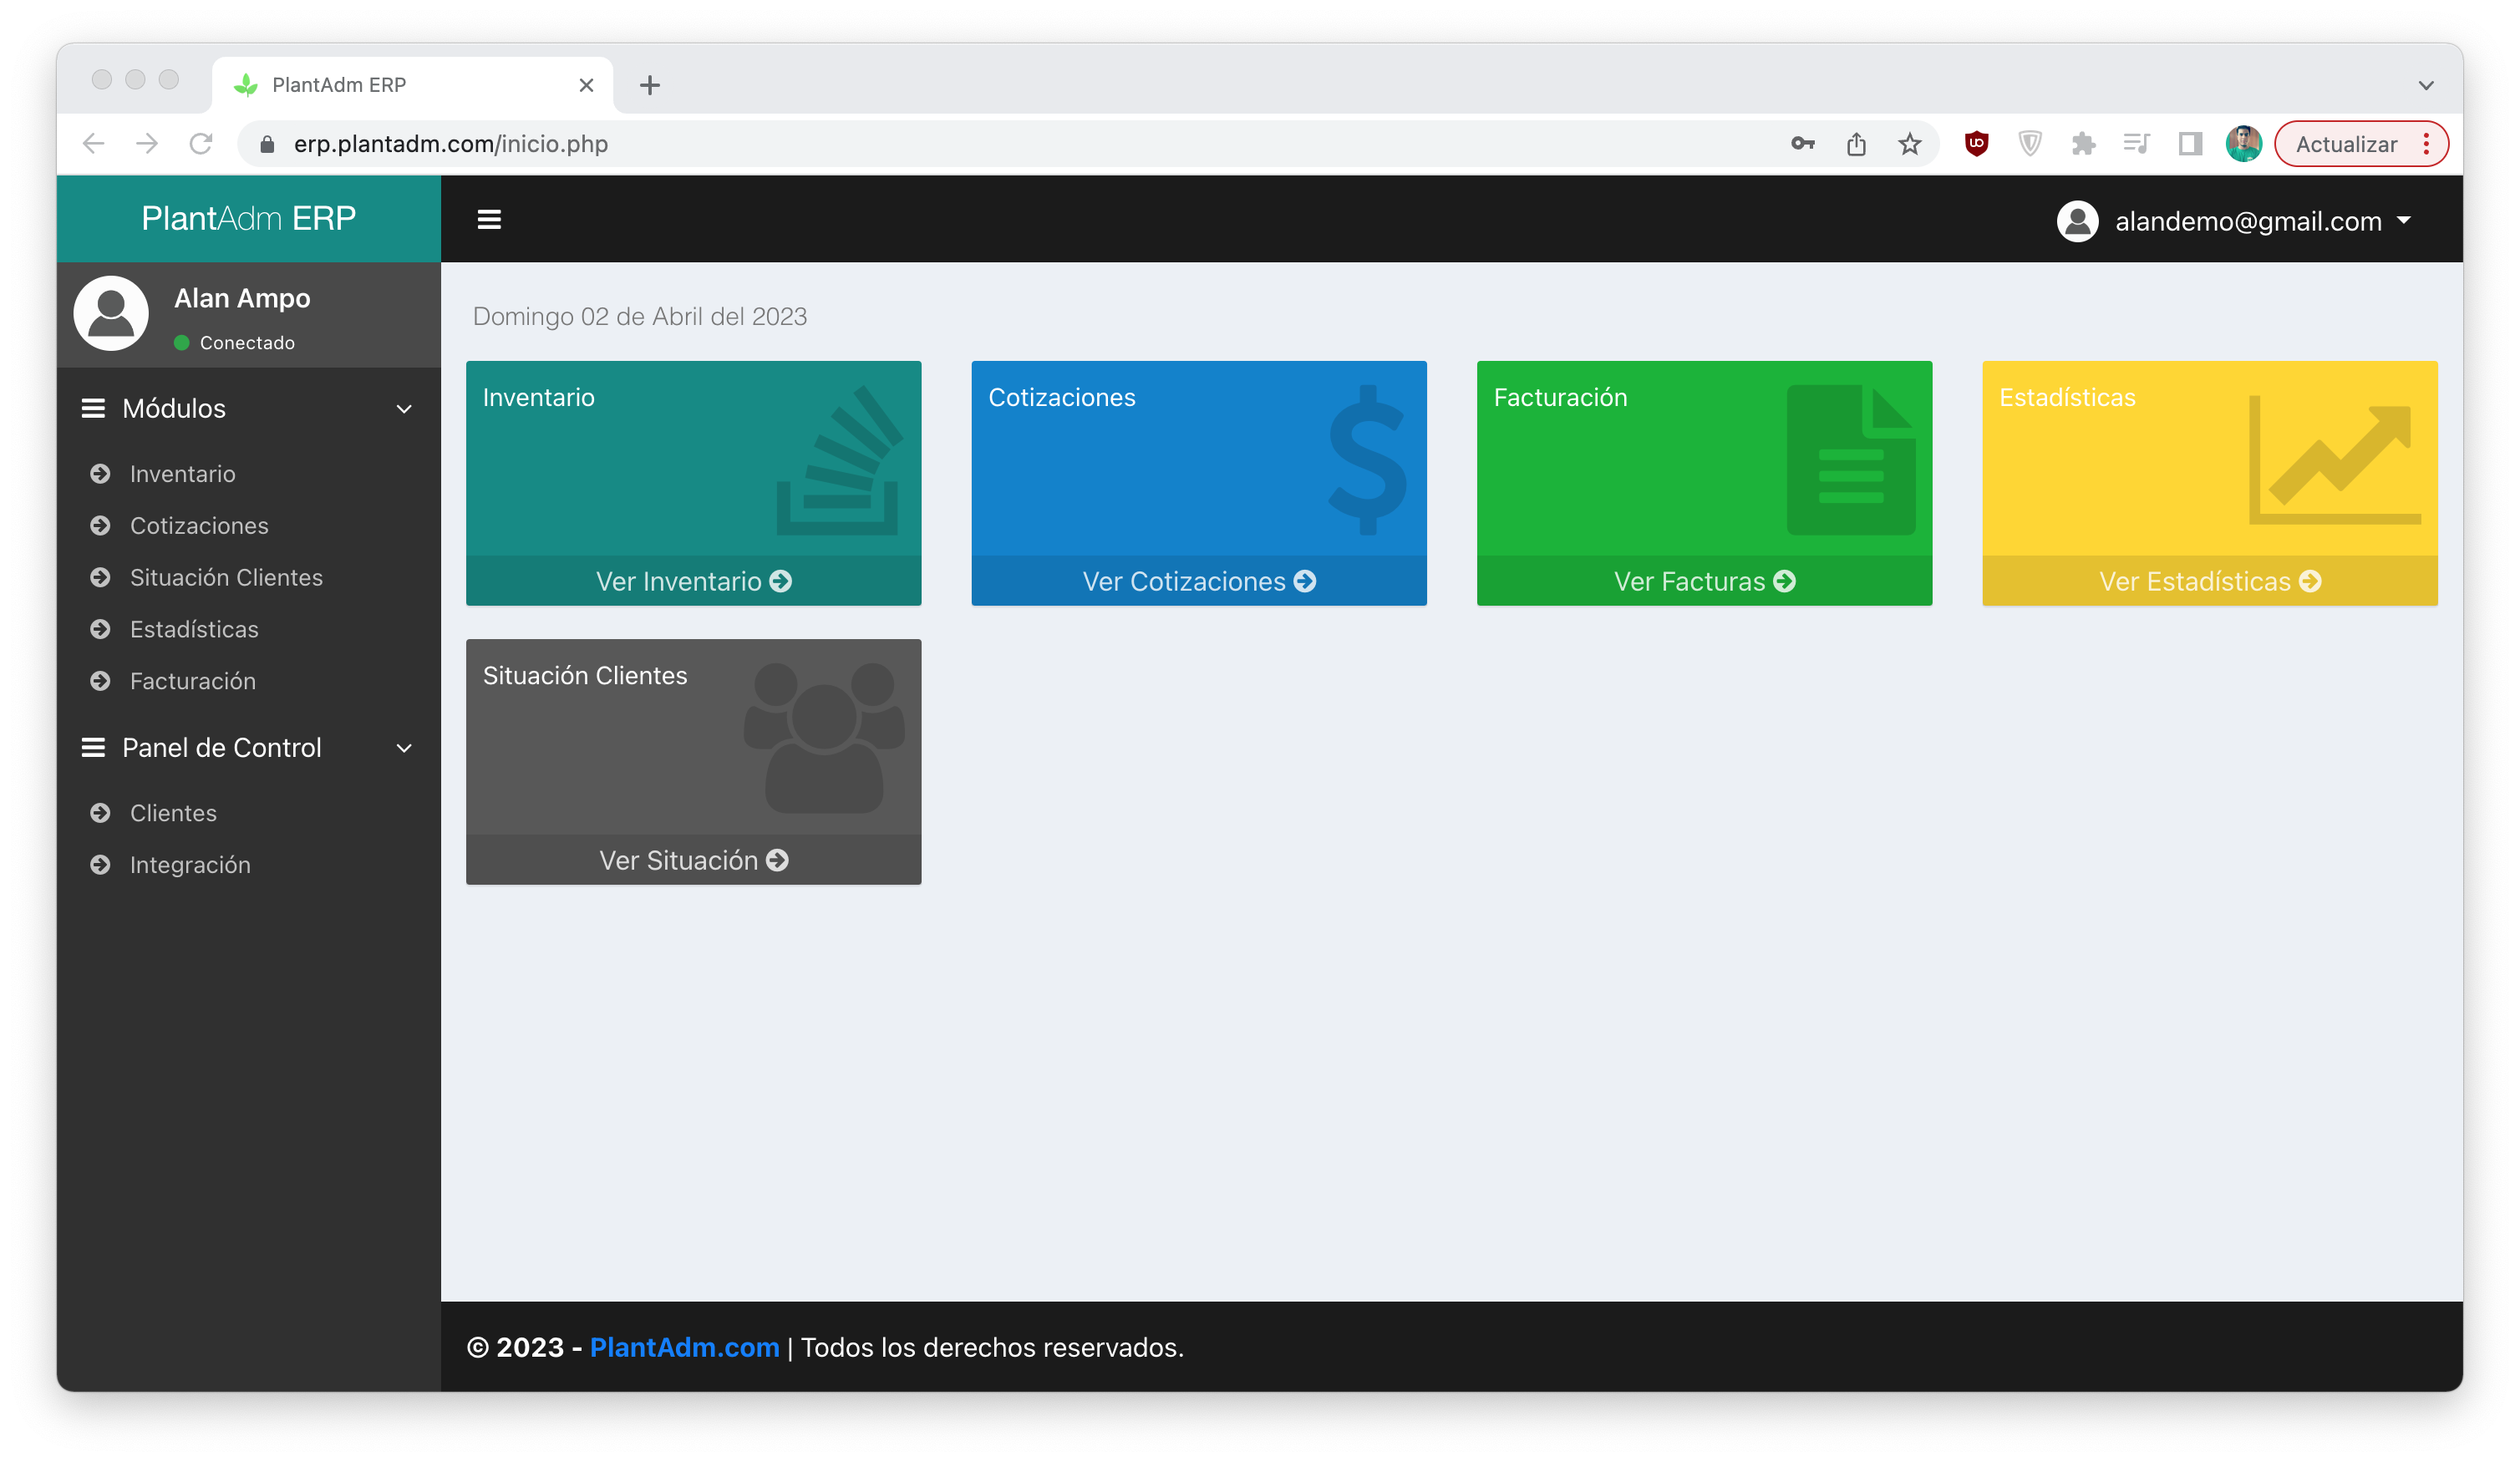 PlantAdm ERP
erp.plantadm.com/inicio.php
Actualizar
PlantAdm ERP
alandemo@gmail.com
Alan Ampo
Conectado
Módulos
Inventario
Cotizaciones
Situación Clientes
Estadísticas
Facturación
Panel de Control
Clientes
Integración
Domingo 02 de Abril del 2023
Inventario
Ver Inventario
Cotizaciones
Ver Cotizaciones
Facturación
Ver Facturas
Estadísticas
Ver Estadísticas
Situación Clientes
Ver Situación
© 2023 - PlantAdm.com | Todos los derechos reservados.